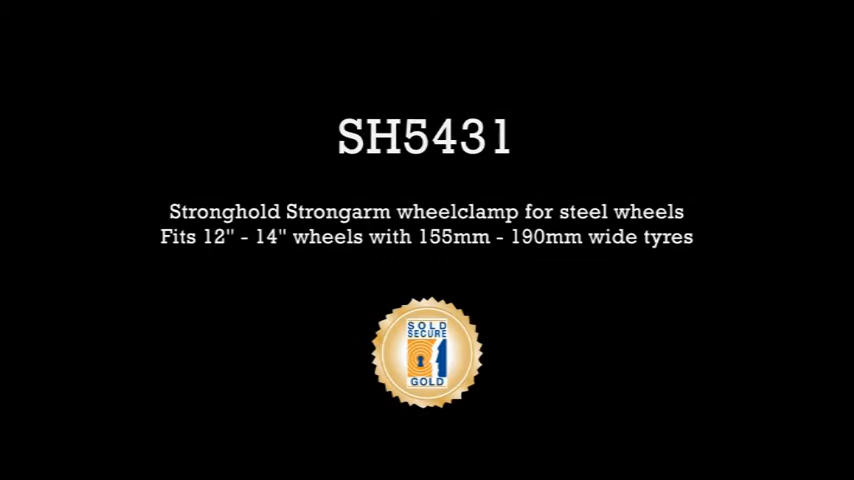 SH5431
Stronghold Strongarm wheelclamp for steel wheels
Fits 12" - 14" wheels with 155mm - 190mm wide tyres
SOLD
SECURE
GOLD